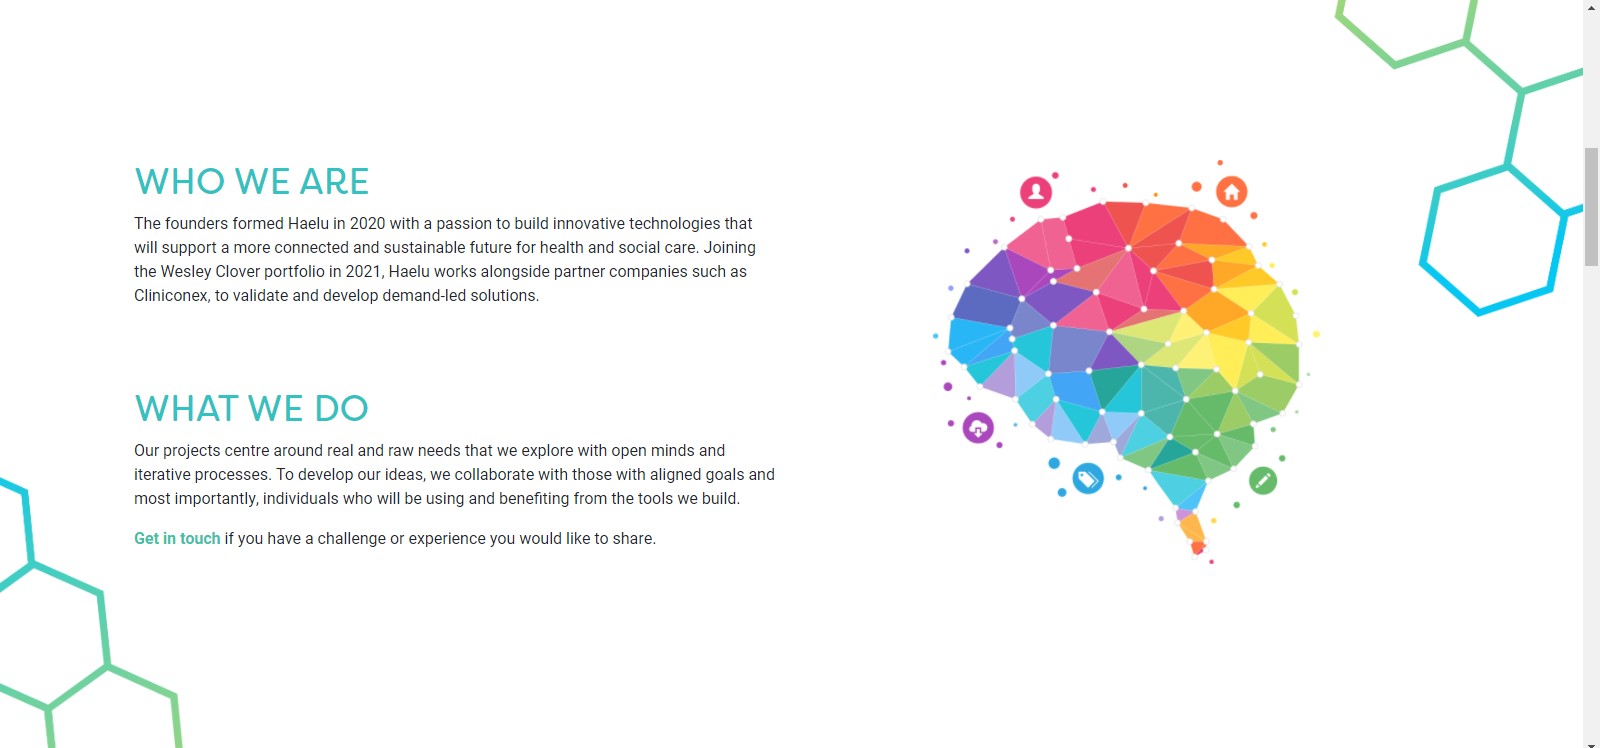 WHO WE ARE
The founders formed Haelu in 2020 with a passion to build innovative technologies that
will support a more connected and sustainable future for health and social care. Joining
the Wesley Clover portfolio in 2021, Haelu works alongside partner companies such as
Cliniconex, to validate and develop demand-led solutions.
WHAT WE DO
Our projects centre around real and raw needs that we explore with open minds and
iterative processes. To develop our ideas, we collaborate with those with aligned goals and
most importantly, individuals who will be using and benefiting from the tools we build.
Get in touch if you have a challenge or experience you would like to share.